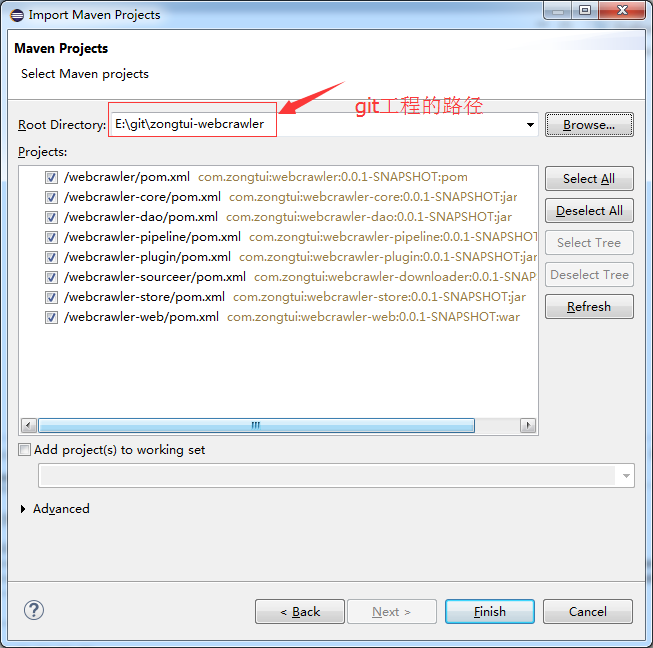 Import Maven Projects
Maven Projects
Select Maven projects
git工程的路径
Root Directory: E:\git\zongtui-webcrawler Browse...
Projects:
/webcrawler/pom.xml com.zongtui:webcrawler:0.0.1-SNAPSHOT:pom
/webcrawler-core/pom.xml com.zongtui:webcrawler-core:0.0.1-SNAPSHOT:jar
/webcrawler-dao/pom.xml com.zongtui:webcrawler-dao:0.0.1-SNAPSHOT:jar
/webcrawler-pipeline/pom.xml com.zongtui:webcrawler-pipeline:0.0.1-SNAPSHOT
/webcrawler-plugin/pom.xml com.zongtui:webcrawler-plugin:0.0.1-SNAPSHOT:jar
/webcrawler-sourceer/pom.xml com.zongtui:webcrawler-downloader:0.0.1-SNAP
/webcrawler-store/pom.xml com.zongtui:webcrawler-store:0.0.1-SNAPSHOT:jar
/webcrawler-web/pom.xml com.zongtui:webcrawler-web:0.0.1-SNAPSHOT:war
Select All
Deselect All
Select Tree
Deselect Tree
Refresh
Add project(s) to working set
Advanced
? < Back Next > Finish Cancel